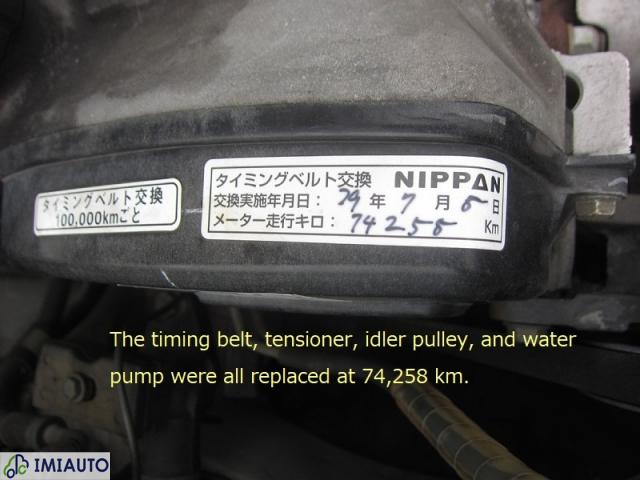 タイミングベルト交換
100,000kmごと
タイミングベルト交換 NIPPAN
交換実施年月日: 年 7 月 日
メーター走行キロ: Km
The timing belt, tensioner, idler pulley, and water
pump were all replaced at 74,258 km.
IMIAUTO